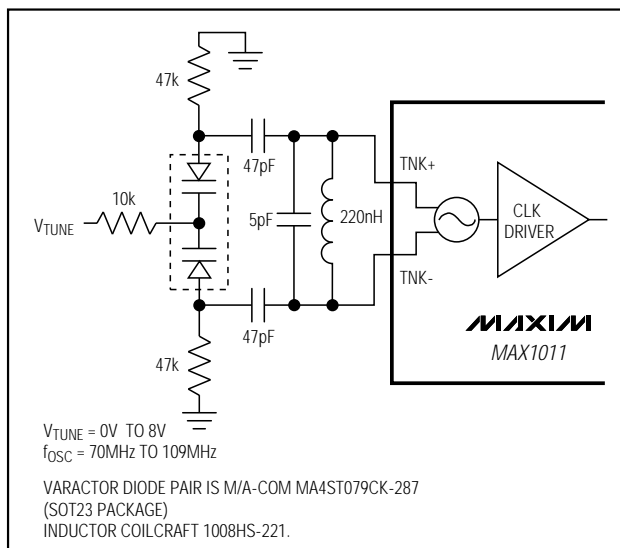 47k
47pF
TNK+
10k
VTUNE
5pF
220nH
CLK
DRIVER
TNK-
47pF
MAXIM
MAX1011
47k
VTUNE = 0V TO 8V
fOSC = 70MHz TO 109MHz
VARACTOR DIODE PAIR IS M/A-COM MA4ST079CK-287
(SOT23 PACKAGE)
INDUCTOR COILCRAFT 1008HS-221.